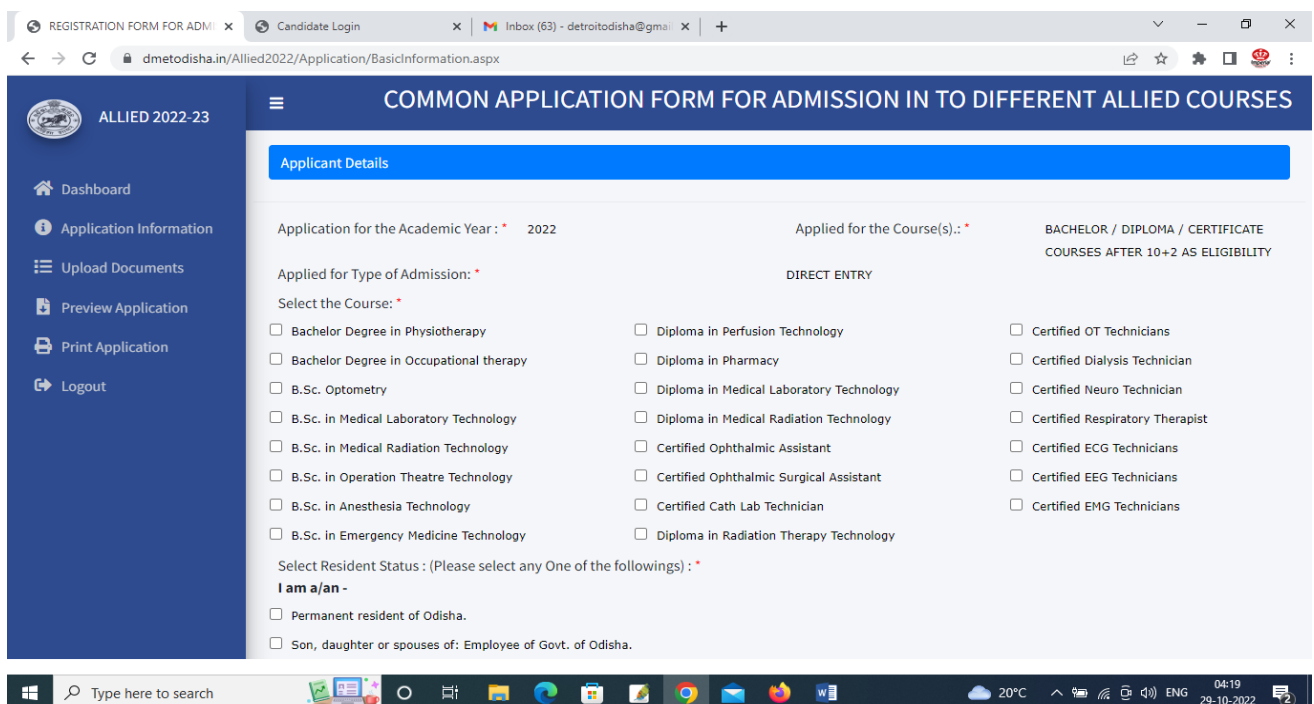 REGISTRATION FORM FOR ADM
Candidate Login
Inbox (63) - detroitodisha@gmai
dmetodisha.in/Allied2022/Application/BasicInformation.aspx
ALLIED 2022-23
COMMON APPLICATION FORM FOR ADMISSION IN TO DIFFERENT ALLIED COURSES
Dashboard
Application Information
Upload Documents
Preview Application
Print Application
Logout
Applicant Details
Application for the Academic Year : * 2022
Applied for the Course(s).: * BACHELOR / DIPLOMA / CERTIFICATE
COURSES AFTER 10+2 AS ELIGIBILITY
Applied for Type of Admission: * DIRECT ENTRY
Select the Course: *
Bachelor Degree in Physiotherapy
Diploma in Perfusion Technology
Certified OT Technicians
Bachelor Degree in Occupational therapy
Diploma in Pharmacy
Certified Dialysis Technician
B.Sc. Optometry
Diploma in Medical Laboratory Technology
Certified Neuro Technician
B.Sc. in Medical Laboratory Technology
Diploma in Medical Radiation Technology
Certified Respiratory Therapist
B.Sc. in Medical Radiation Technology
Certified Ophthalmic Assistant
Certified ECG Technicians
B.Sc. in Operation Theatre Technology
Certified Ophthalmic Surgical Assistant
Certified EEG Technicians
B.Sc. in Anesthesia Technology
Certified Cath Lab Technician
Certified EMG Technicians
B.Sc. in Emergency Medicine Technology
Diploma in Radiation Therapy Technology
Select Resident Status : (Please select any One of the followings) : *
I am a/an -
Permanent resident of Odisha.
Son, daughter or spouses of: Employee of Govt. of Odisha.
Type here to search
20°C
ENG
04:19
29-10-2022